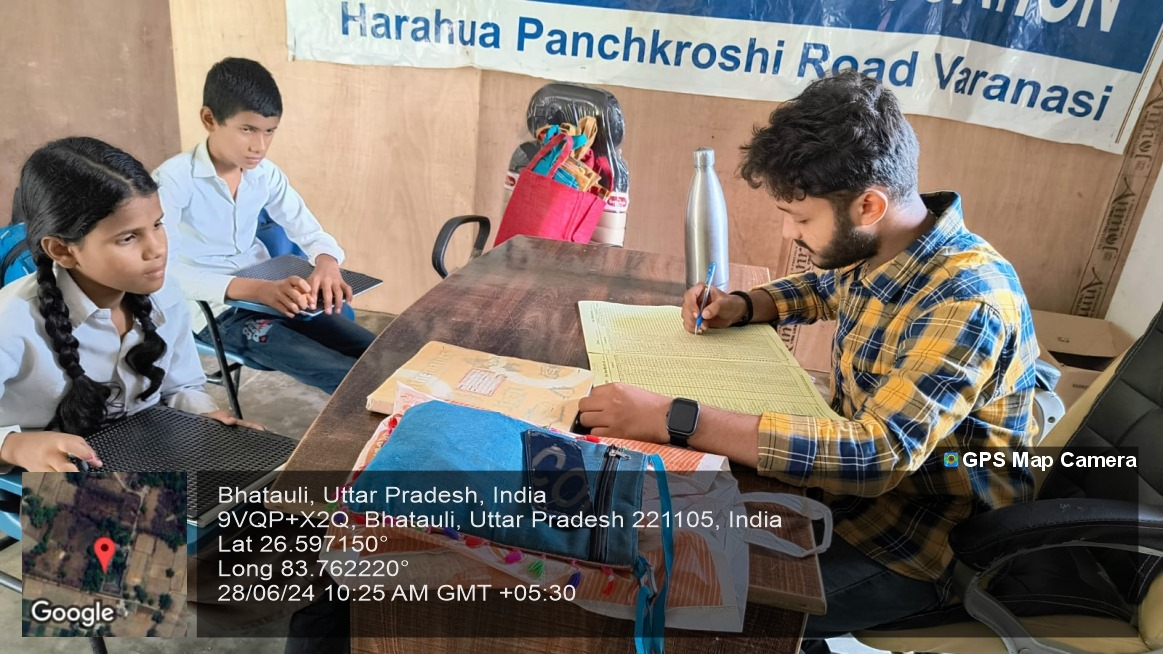 Harahua Panchkroshi Road Varanasi
GPS Map Camera
Bhatauli, Uttar Pradesh, India
9VQP+X2Q, Bhatauli, Uttar Pradesh 221105, India
Lat 26.597150°
Long 83.762220°
28/06/24 10:25 AM GMT +05:30
Google